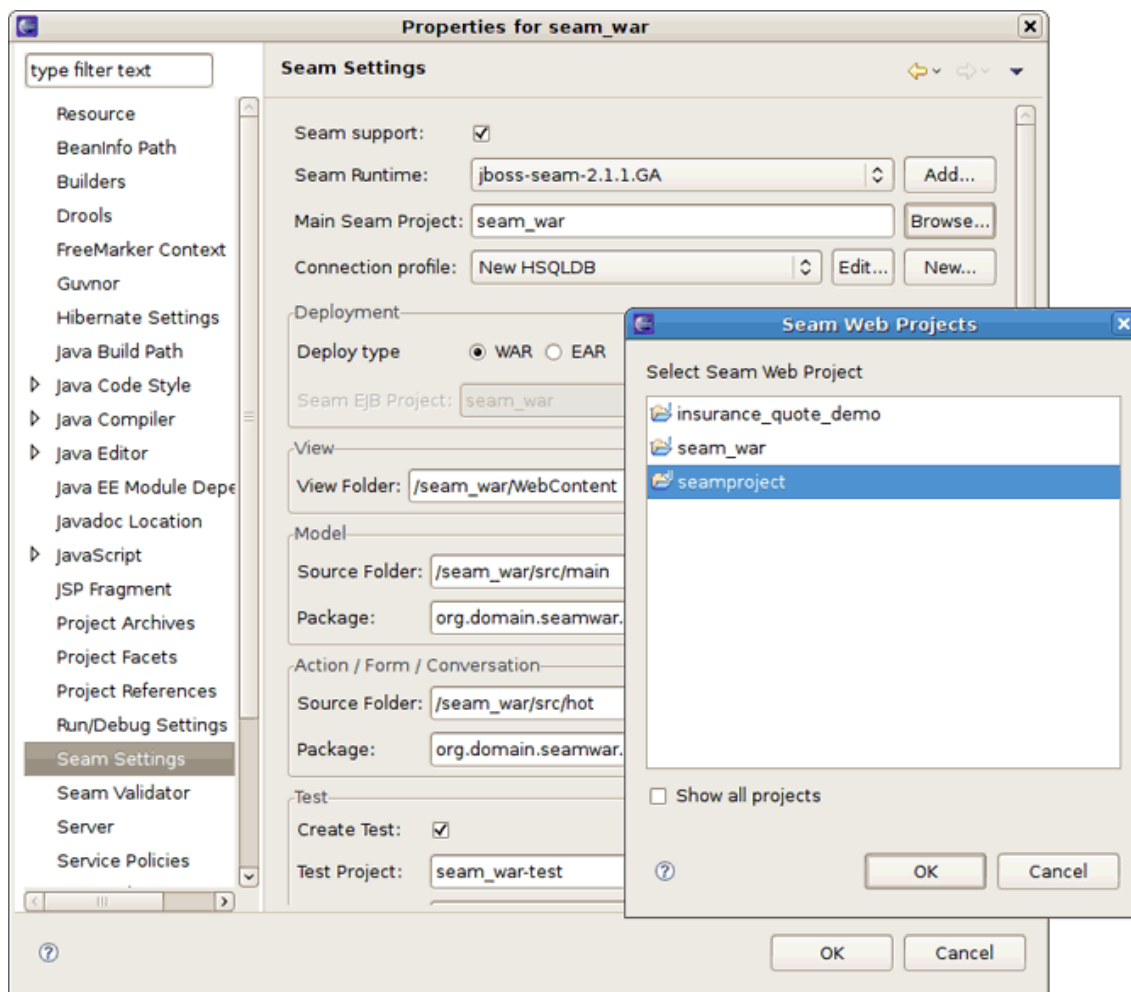 Properties for seam_war
type filter text
Resource
BeanInfo Path
Builders
Drools
FreeMarker Context
Guvnor
Hibernate Settings
Java Build Path
Java Code Style
Java Compiler
Java Editor
Java EE Module Depe
Javadoc Location
JavaScript
JSP Fragment
Project Archives
Project Facets
Project References
Run/Debug Settings
Seam Settings
Seam Validator
Server
Service Policies
Seam Settings
Seam support:
Seam Runtime: jboss-seam-2.1.1.GA Add...
Main Seam Project: seam_war Browse...
Connection profile: New HSQLDB Edit... New...
Deployment
Deploy type WAR EAR
Seam EJB Project: seam_war
View
View Folder: /seam_war/WebContent
Model
Source Folder: /seam_war/src/main
Package: org.domain.seamwar.
Action / Form / Conversation
Source Folder: /seam_war/src/hot
Package: org.domain.seamwar.
Test
Create Test:
Test Project: seam_war-test
OK Cancel
Seam Web Projects
Select Seam Web Project
insurance_quote_demo
seam_war
seamproject
Show all projects
OK Cancel